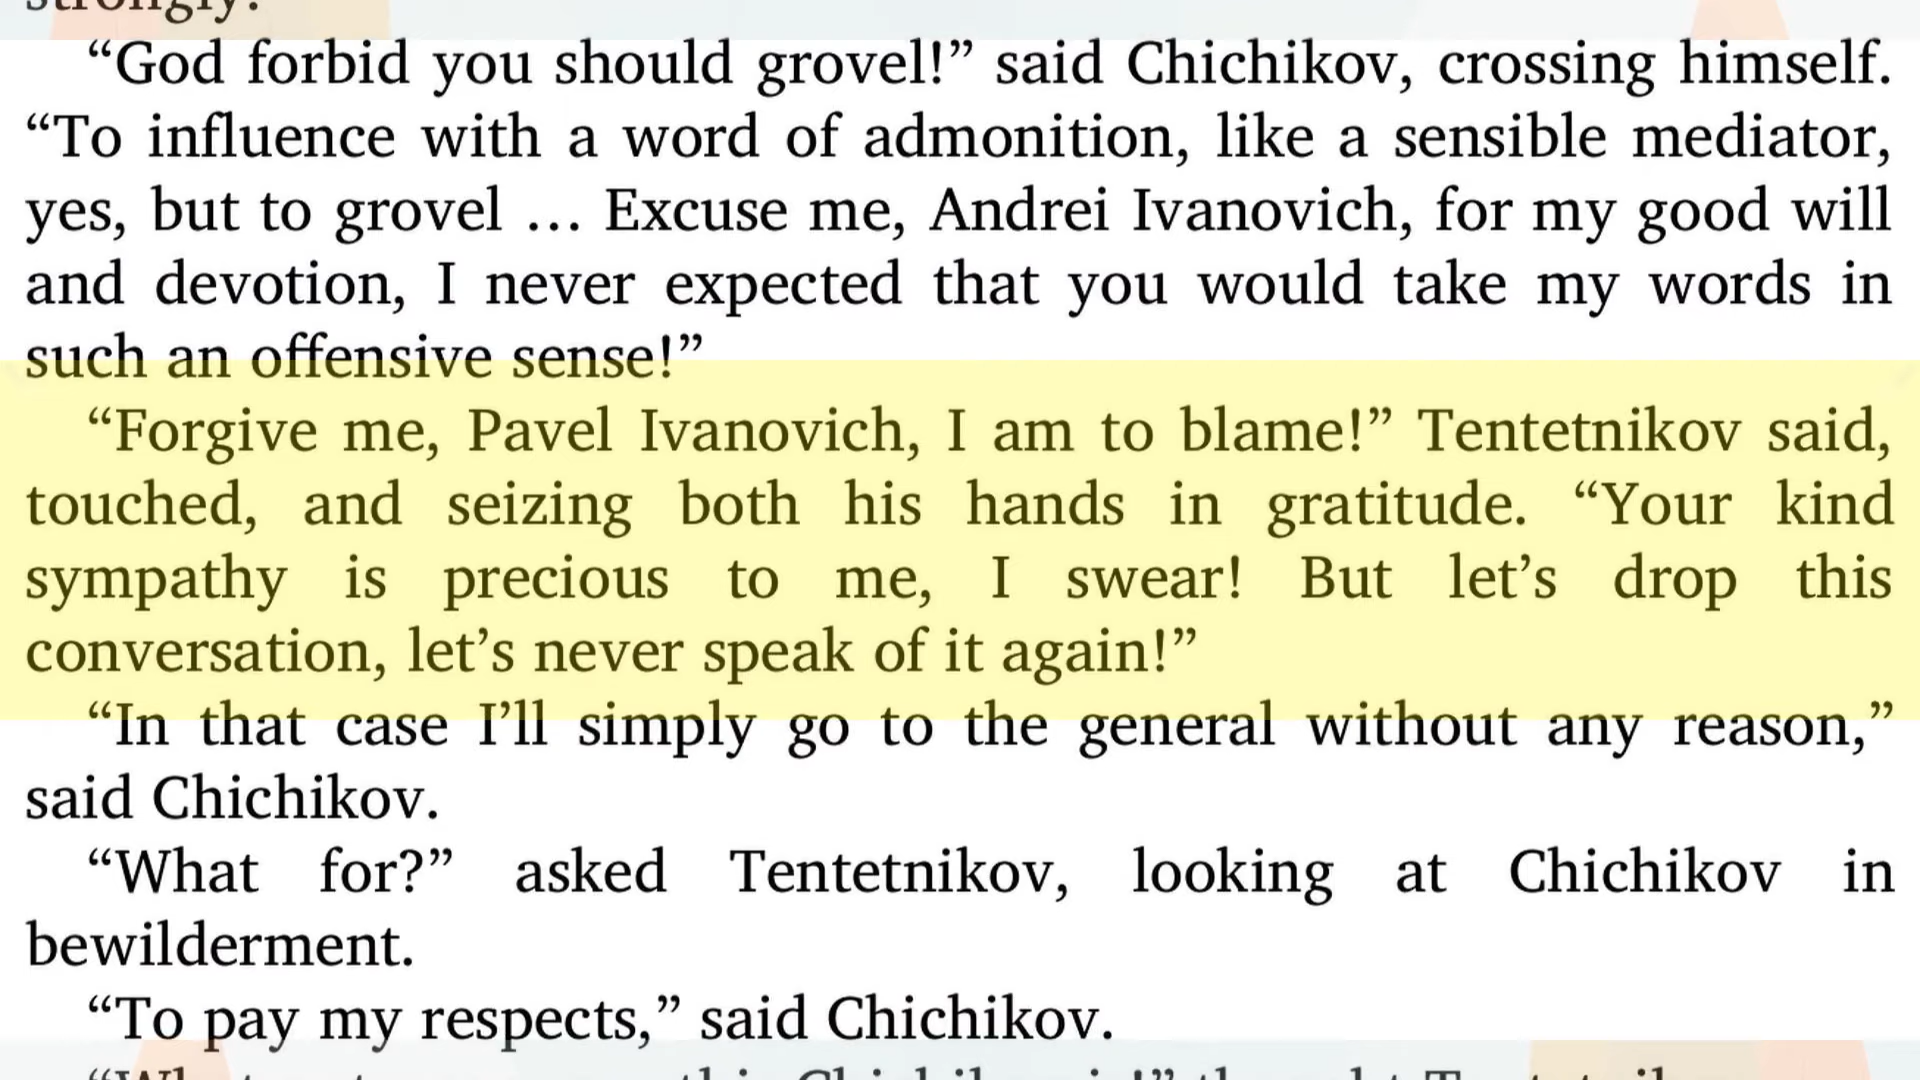 strongly.
“God forbid you should grovel!” said Chichikov, crossing himself.
“To influence with a word of admonition, like a sensible mediator,
yes, but to grovel … Excuse me, Andrei Ivanovich, for my good will
and devotion, I never expected that you would take my words in
such an offensive sense!”
“Forgive me, Pavel Ivanovich, I am to blame!” Tentetnikov said,
touched, and seizing both his hands in gratitude. “Your kind
sympathy is precious to me, I swear! But let’s drop this
conversation, let’s never speak of it again!”
“In that case I’ll simply go to the general without any reason,”
said Chichikov.
“What for?” asked Tentetnikov, looking at Chichikov in
bewilderment.
“To pay my respects,” said Chichikov.